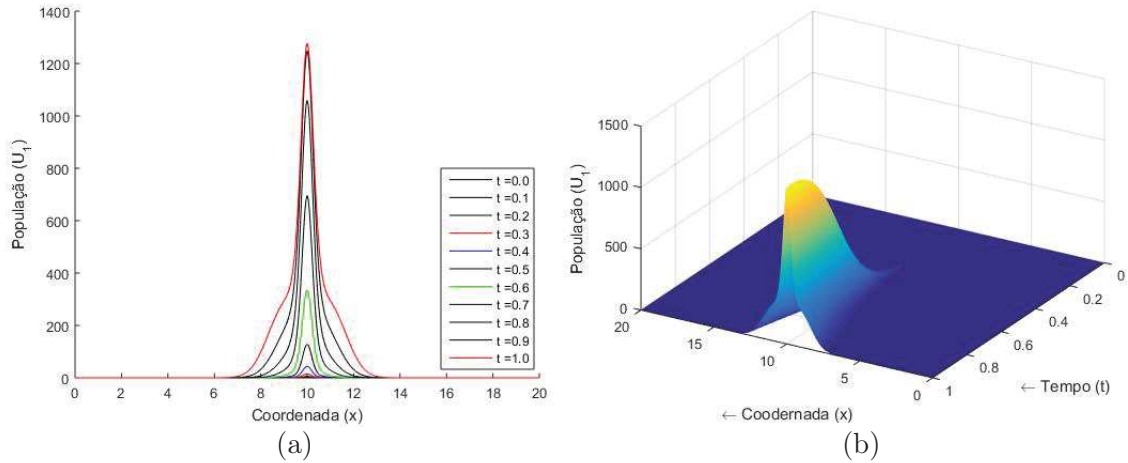 1400
1200
1000
800
600
400
200
0
População (U1)
0 2 4 6 8 10 12 14 16 18 20
Coordenada (x)
t =0.0
t =0.1
t =0.2
t =0.3
t =0.4
t =0.5
t =0.6
t =0.7
t =0.8
t =0.9
t =1.0
(a)
1500
1000
500
0
População (U1)
20 15 10 5 0
← Coodernada (x)
0 0.2 0.4 0.6 0.8 1
← Tempo (t)
(b)